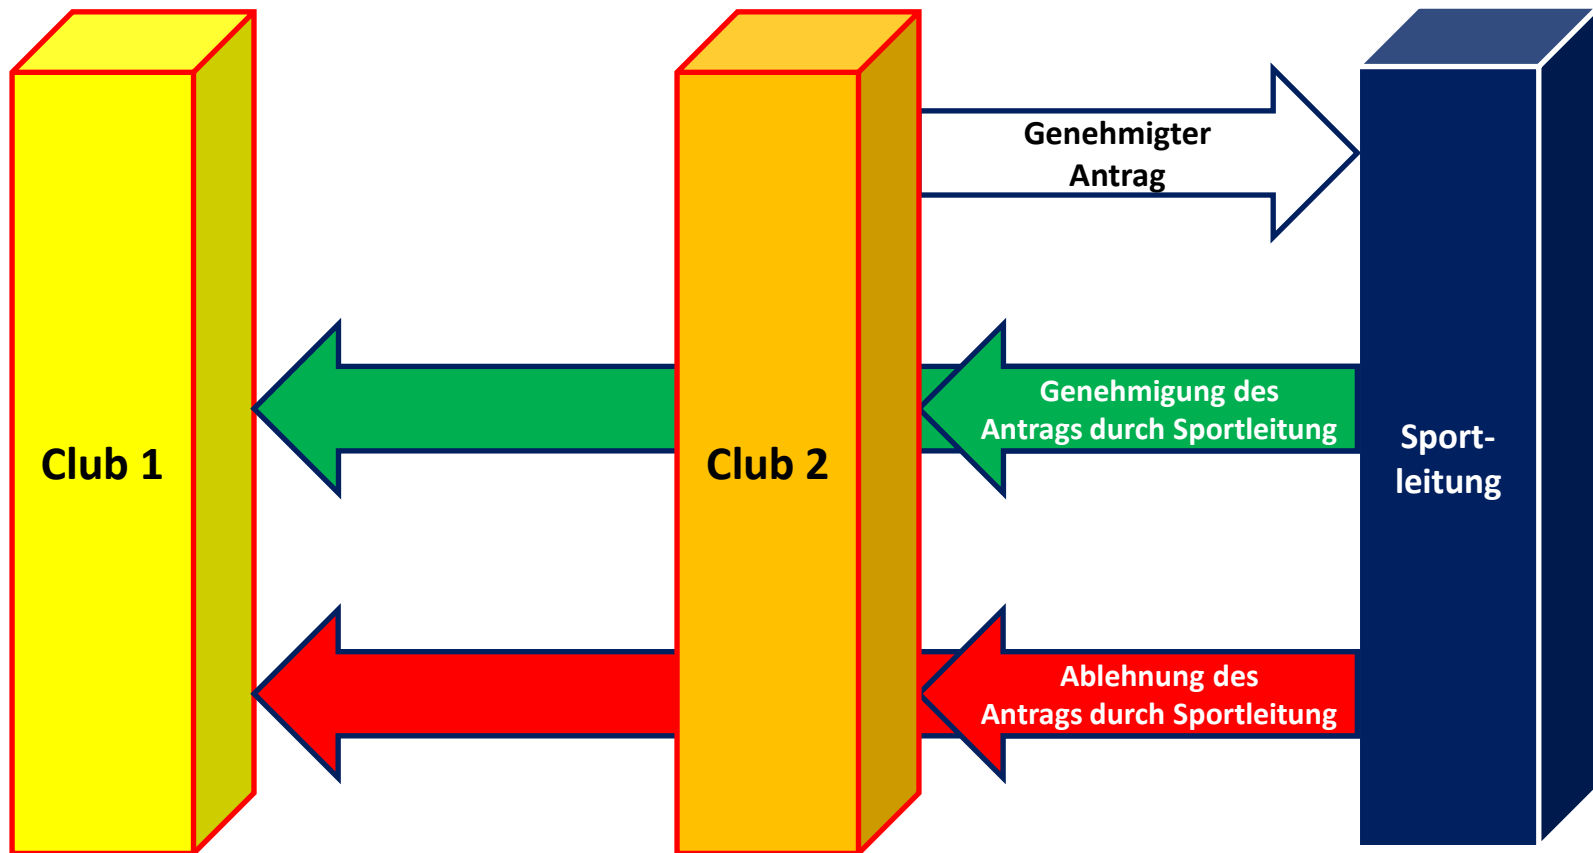 Genehmigter
Antrag
Genehmigung des
Antrags durch Sportleitung
Club 1
Club 2
Sport-
leitung
Ablehnung des
Antrags durch Sportleitung